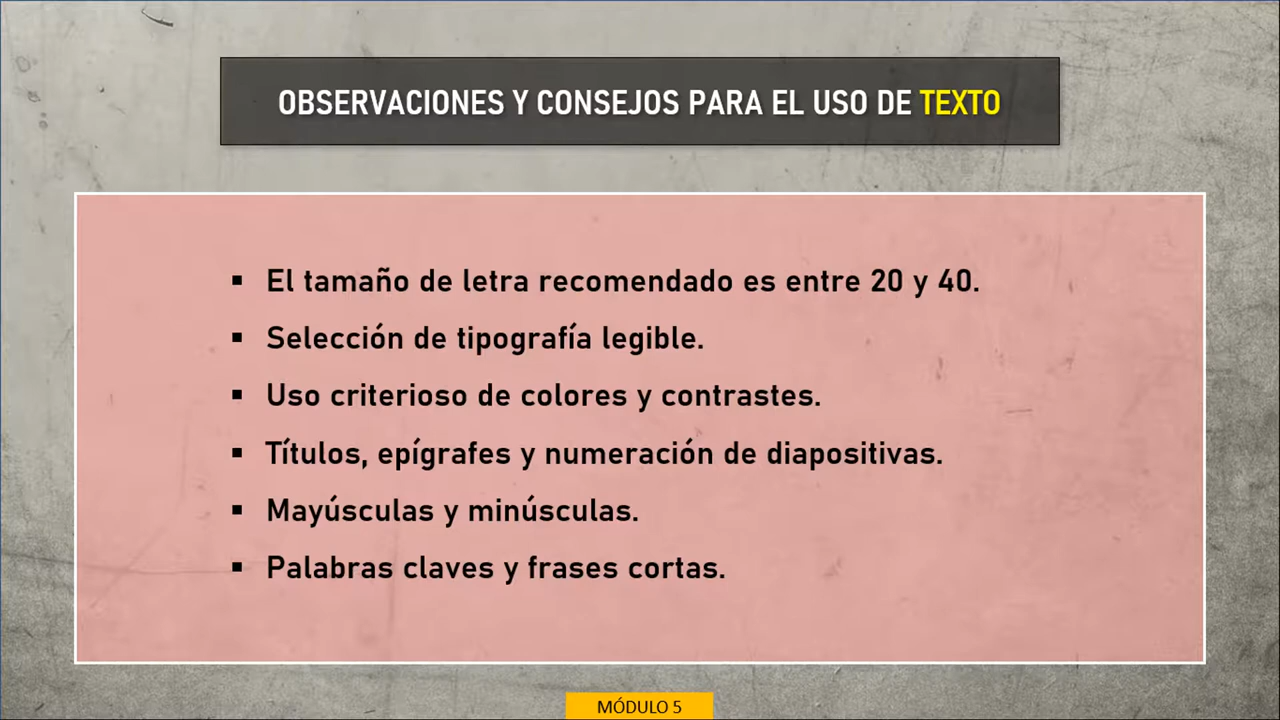 OBSERVACIONES Y CONSEJOS PARA EL USO DE TEXTO
▪ El tamaño de letra recomendado es entre 20 y 40.
▪ Selección de tipografía legible.
▪ Uso criterioso de colores y contrastes.
▪ Títulos, epígrafes y numeración de diapositivas.
▪ Mayúsculas y minúsculas.
▪ Palabras claves y frases cortas.
MÓDULO 5